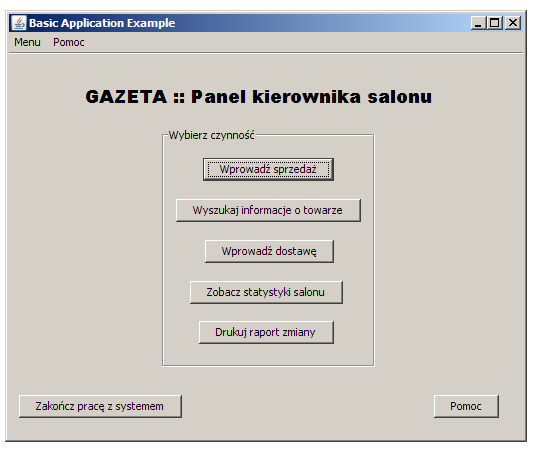 Basic Application Example
Menu Pomoc
GAZETA :: Panel kierownika salonu
Wybierz czynność
Wprowadź sprzedaż
Wyszukaj informacje o towarze
Wprowadź dostawę
Zobacz statystyki salonu
Drukuj raport zmiany
Zakończ pracę z systemem Pomoc